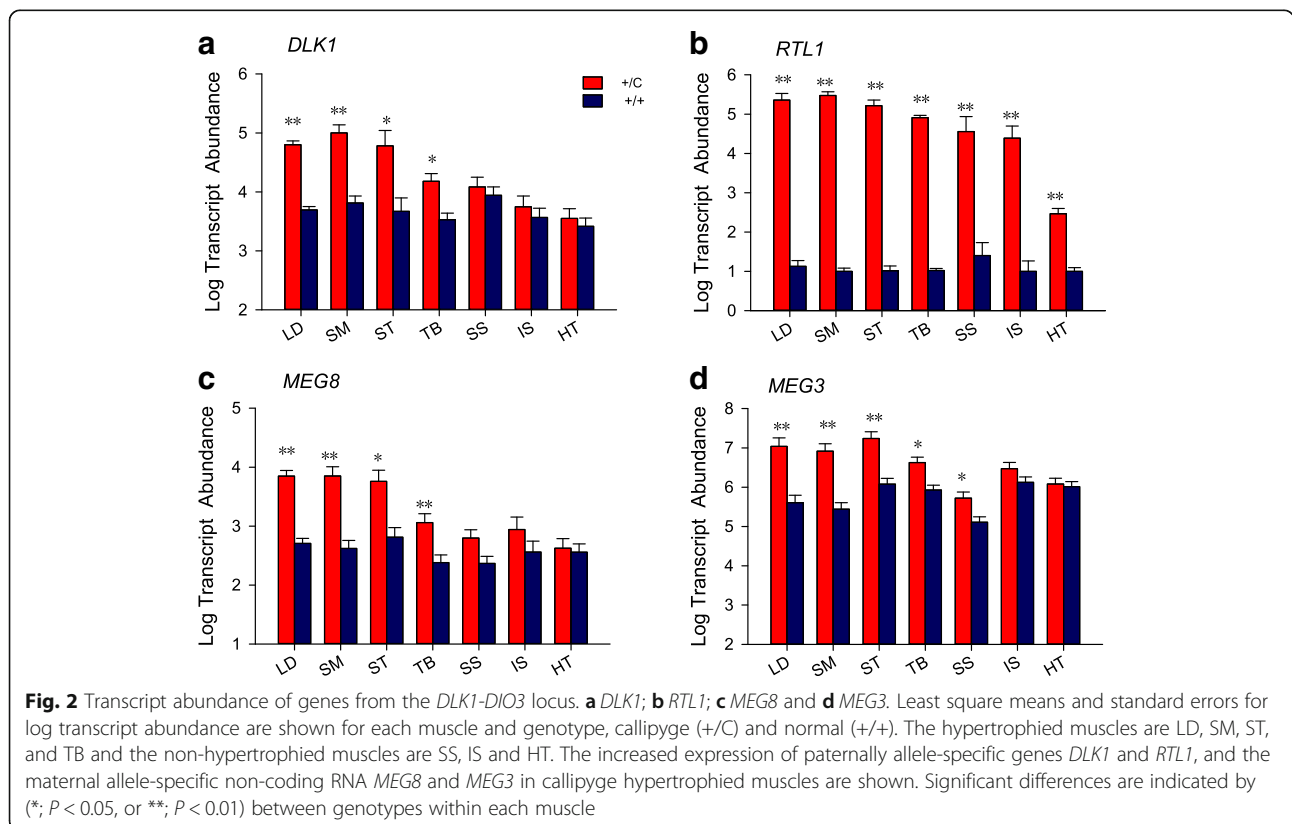 a DLK1
Log Transcript Abundance
6
5
4
3
2
** ** * *
LD SM ST TB SS IS HT
+/C
+/+
b RTL1
Log Transcript Abundance
6
5
4
3
2
1
0
** ** ** ** ** ** **
LD SM ST TB SS IS HT
c MEG8
Log Transcript Abundance
5
4
3
2
1
** ** * **
LD SM ST TB SS IS HT
d MEG3
Log Transcript Abundance
8
7
6
5
4
3
2
** ** ** * *
LD SM ST TB SS IS HT
Fig. 2 Transcript abundance of genes from the DLK1-DIO3 locus. a DLK1; b RTL1; c MEG8 and d MEG3. Least square means and standard errors for
log transcript abundance are shown for each muscle and genotype, callipyge (+/C) and normal (+/+). The hypertrophied muscles are LD, SM, ST,
and TB and the non-hypertrophied muscles are SS, IS and HT. The increased expression of paternally allele-specific genes DLK1 and RTL1, and the
maternal allele-specific non-coding RNA MEG8 and MEG3 in callipyge hypertrophied muscles are shown. Significant differences are indicated by
(*; P < 0.05, or **; P < 0.01) between genotypes within each muscle